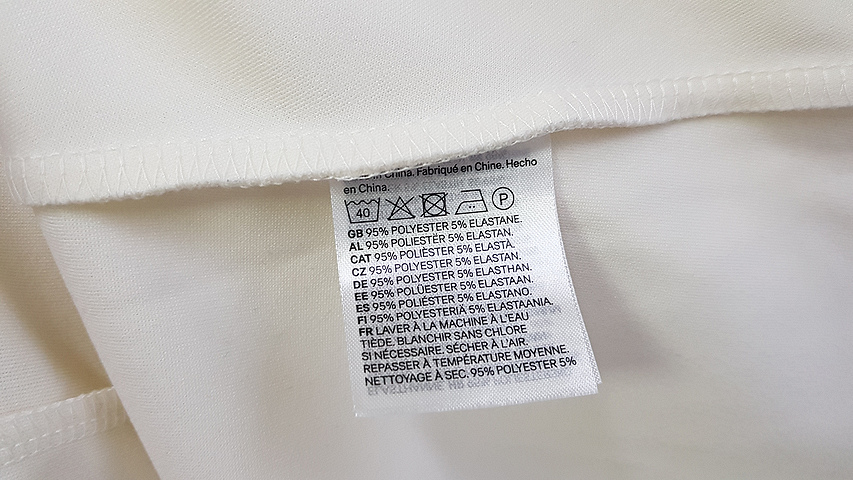 in China. Fabriqué en Chine. Hecho
en China.
40 P
GB 95% POLYESTER 5% ELASTANE.
AL 95% POLIESTËR 5% ELASTAN.
CAT 95% POLIÈSTER 5% ELASTÀ.
CZ 95% POLYESTER 5% ELASTAN.
DE 95% POLYESTER 5% ELASTHAN.
EE 95% POLÜESTER 5% ELASTAAN.
ES 95% POLIÉSTER 5% ELASTANO.
FI 95% POLYESTERIÄ 5% ELASTAANIA.
FR LAVER À LA MACHINE À L'EAU
TIÈDE. BLANCHIR SANS CHLORE
SI NÉCESSAIRE. SÉCHER À L'AIR.
REPASSER À TEMPÉRATURE MOYENNE.
NETTOYAGE À SEC. 95% POLYESTER 5%